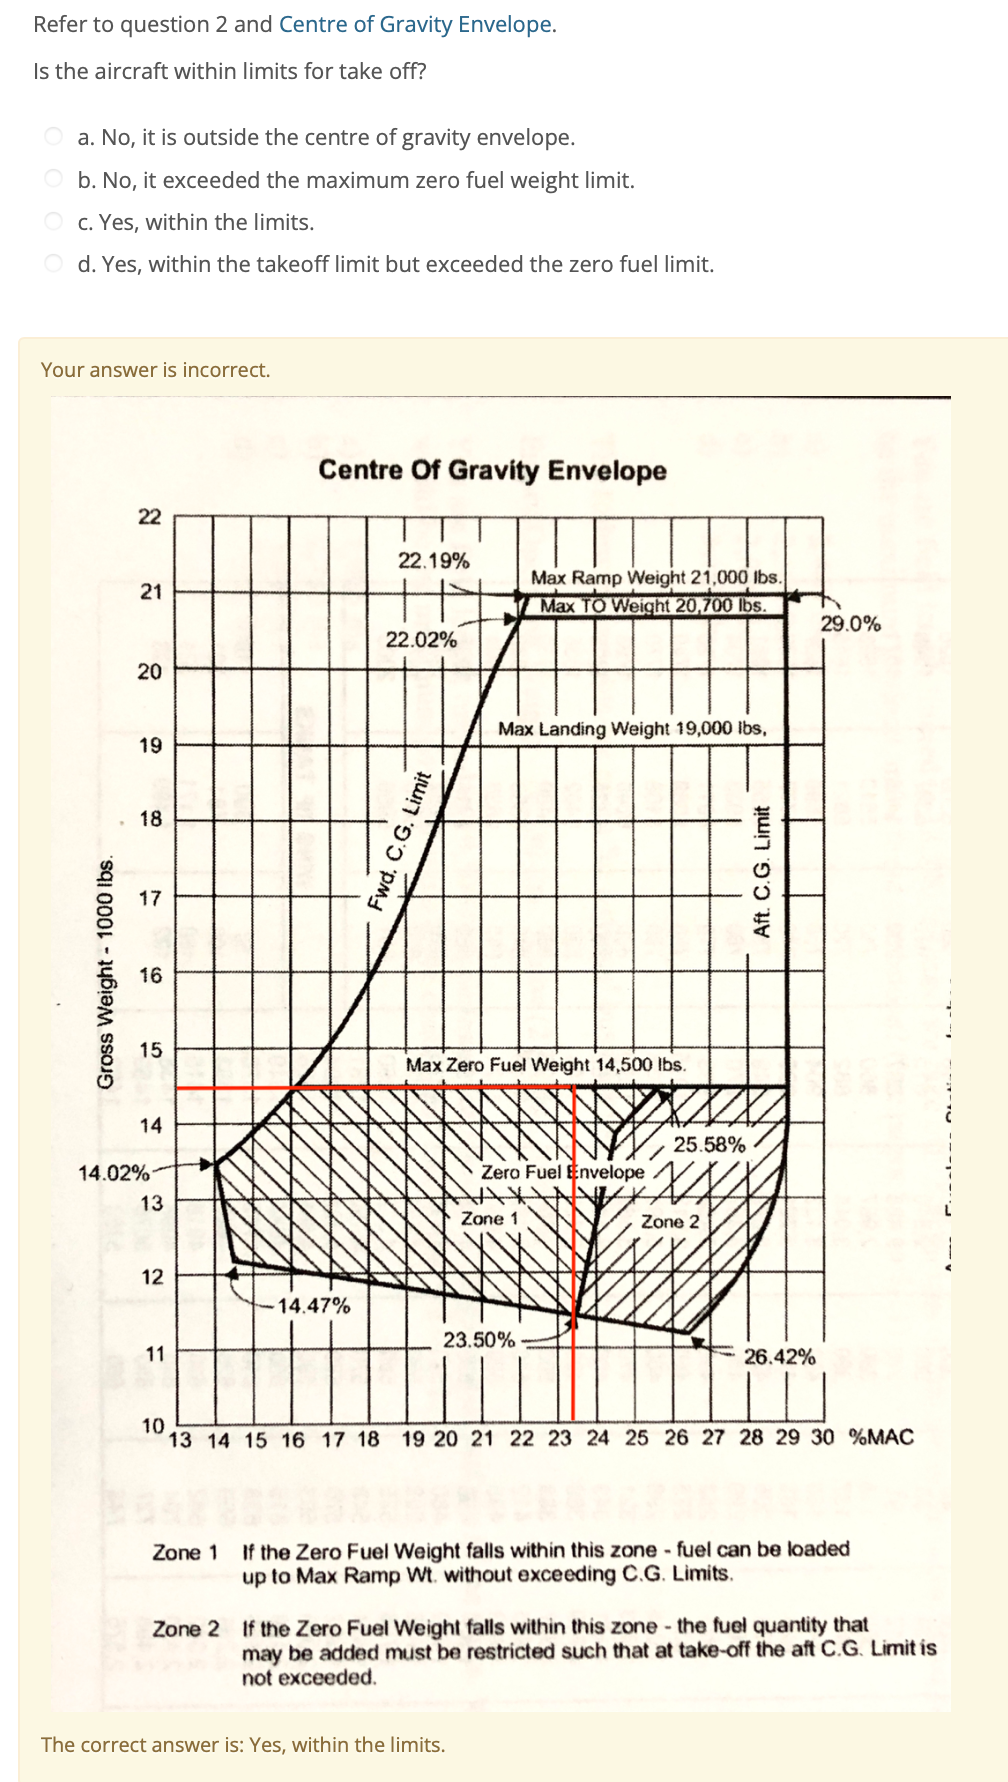 Refer to question 2 and Centre of Gravity Envelope.
Is the aircraft within limits for take off?
a. No, it is outside the centre of gravity envelope.
b. No, it exceeded the maximum zero fuel weight limit.
c. Yes, within the limits.
d. Yes, within the takeoff limit but exceeded the zero fuel limit.
Your answer is incorrect.
Centre Of Gravity Envelope
22
22.19%
Max Ramp Weight 21,000 lbs.
21
Max TO Weight 20,700 lbs.
29.0%
22.02%
20
Max Landing Weight 19,000 lbs,
19
Fwd. C.G. Limit
18
Aft. C.G. Limit
17
Gross Weight - 1000 lbs.
16
15
Max Zero Fuel Weight 14,500 lbs.
14
25.58%
14.02%
Zero Fuel Envelope
13
Zone 1
Zone 2
12
14.47%
23.50%
11
26.42%
10
13 14 15 16 17 18 19 20 21 22 23 24 25 26 27 28 29 30 %MAC
Zone 1 If the Zero Fuel Weight falls within this zone - fuel can be loaded
up to Max Ramp Wt. without exceeding C.G. Limits.
Zone 2 If the Zero Fuel Weight falls within this zone - the fuel quantity that
may be added must be restricted such that at take-off the aft C.G. Limit is
not exceeded.
The correct answer is: Yes, within the limits.